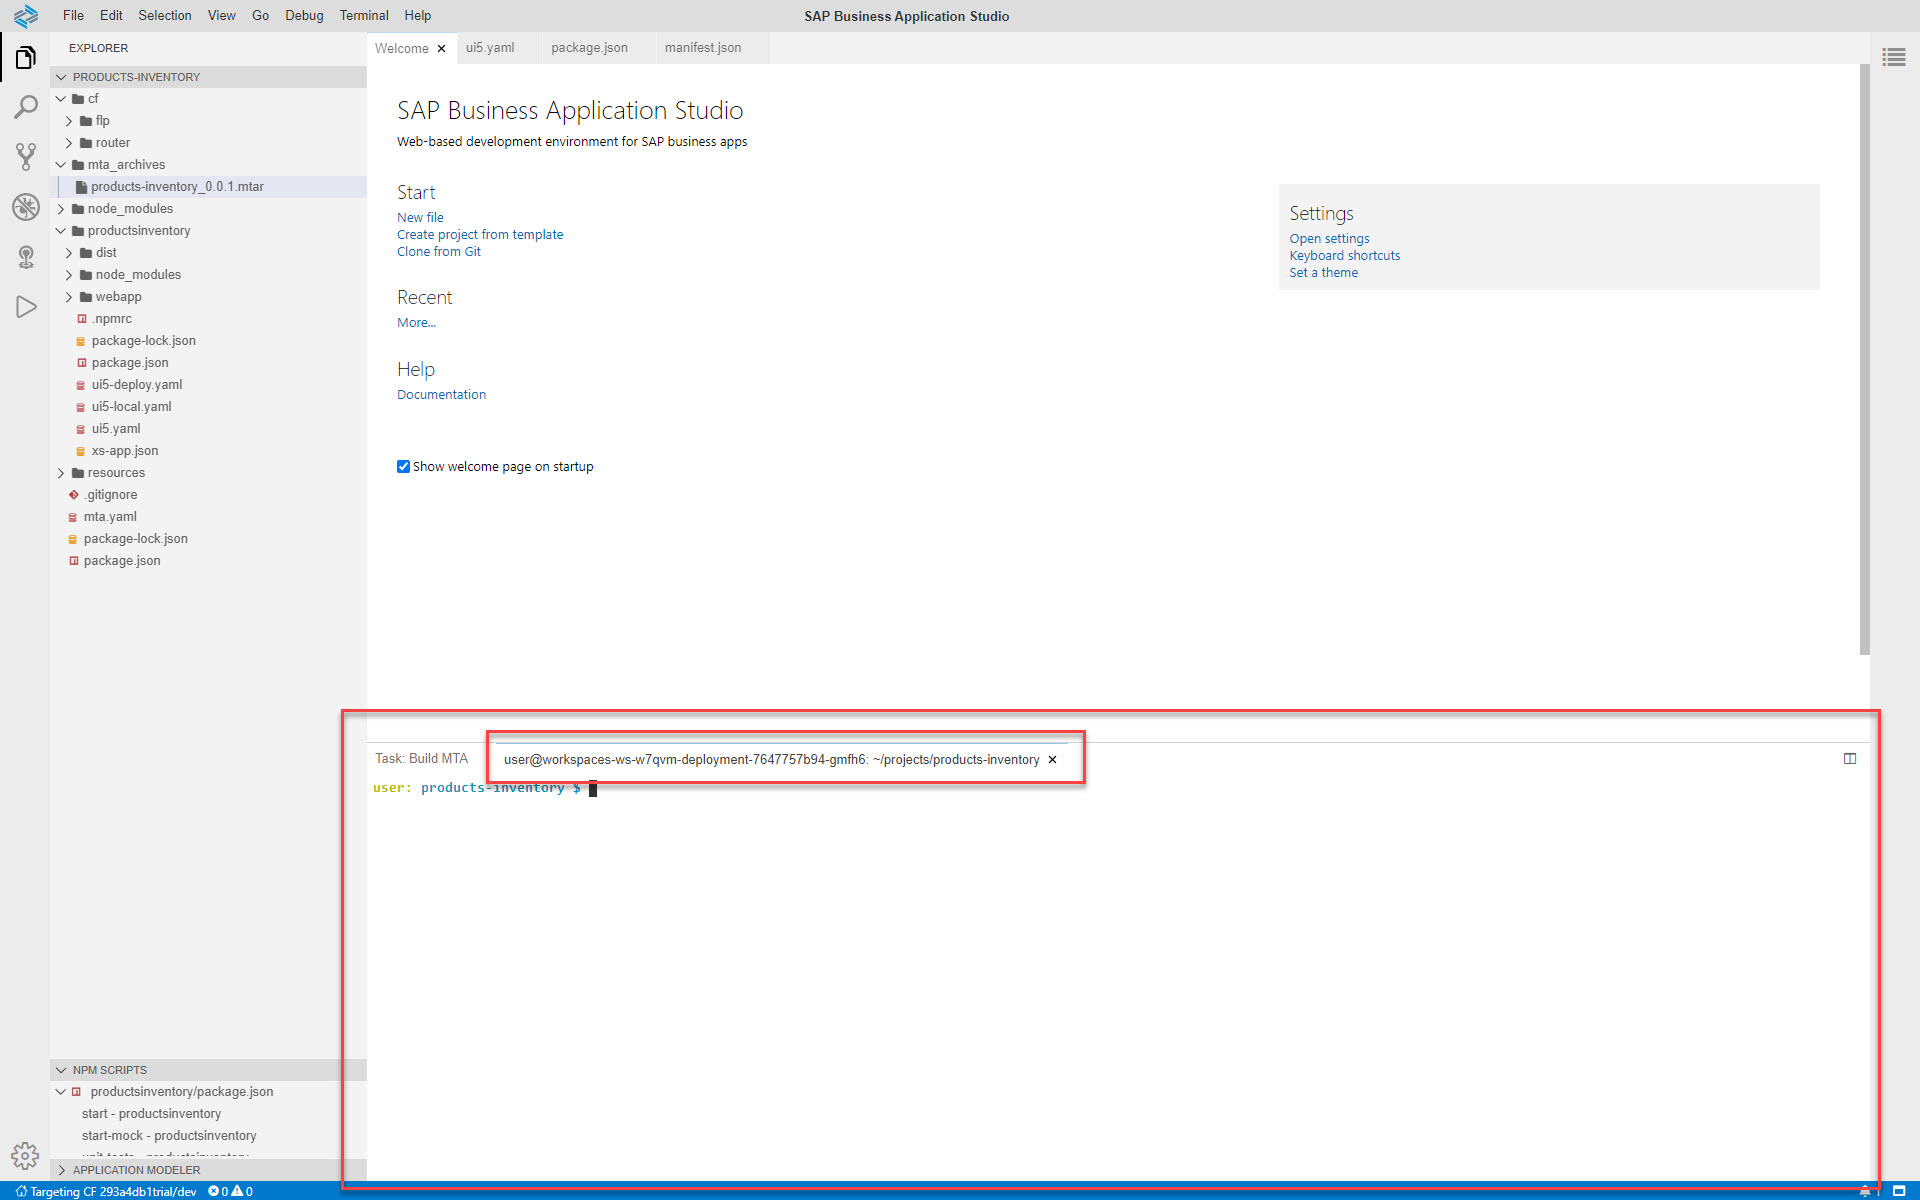 File Edit Selection View Go Debug Terminal Help
SAP Business Application Studio
EXPLORER
PRODUCTS-INVENTORY
cf
flp
router
mta_archives
products-inventory_0.0.1.mtar
node_modules
productsinventory
dist
node_modules
webapp
.npmrc
package-lock.json
package.json
ui5-deploy.yaml
ui5-local.yaml
ui5.yaml
xs-app.json
resources
.gitignore
mta.yaml
package-lock.json
package.json
NPM SCRIPTS
productsinventory/package.json
start - productsinventory
start-mock - productsinventory
unit-tests - productsinventory
APPLICATION MODELER
Welcome ui5.yaml package.json manifest.json
SAP Business Application Studio
Web-based development environment for SAP business apps
Start
New file
Create project from template
Clone from Git
Recent
More...
Help
Documentation
Show welcome page on startup
Settings
Open settings
Keyboard shortcuts
Set a theme
Task: Build MTA user@workspaces-ws-w7qvm-deployment-7647757b94-gmfh6: ~/projects/products-inventory
user: products-inventory $
Targeting CF 293a4db1trial/dev 0 0
1